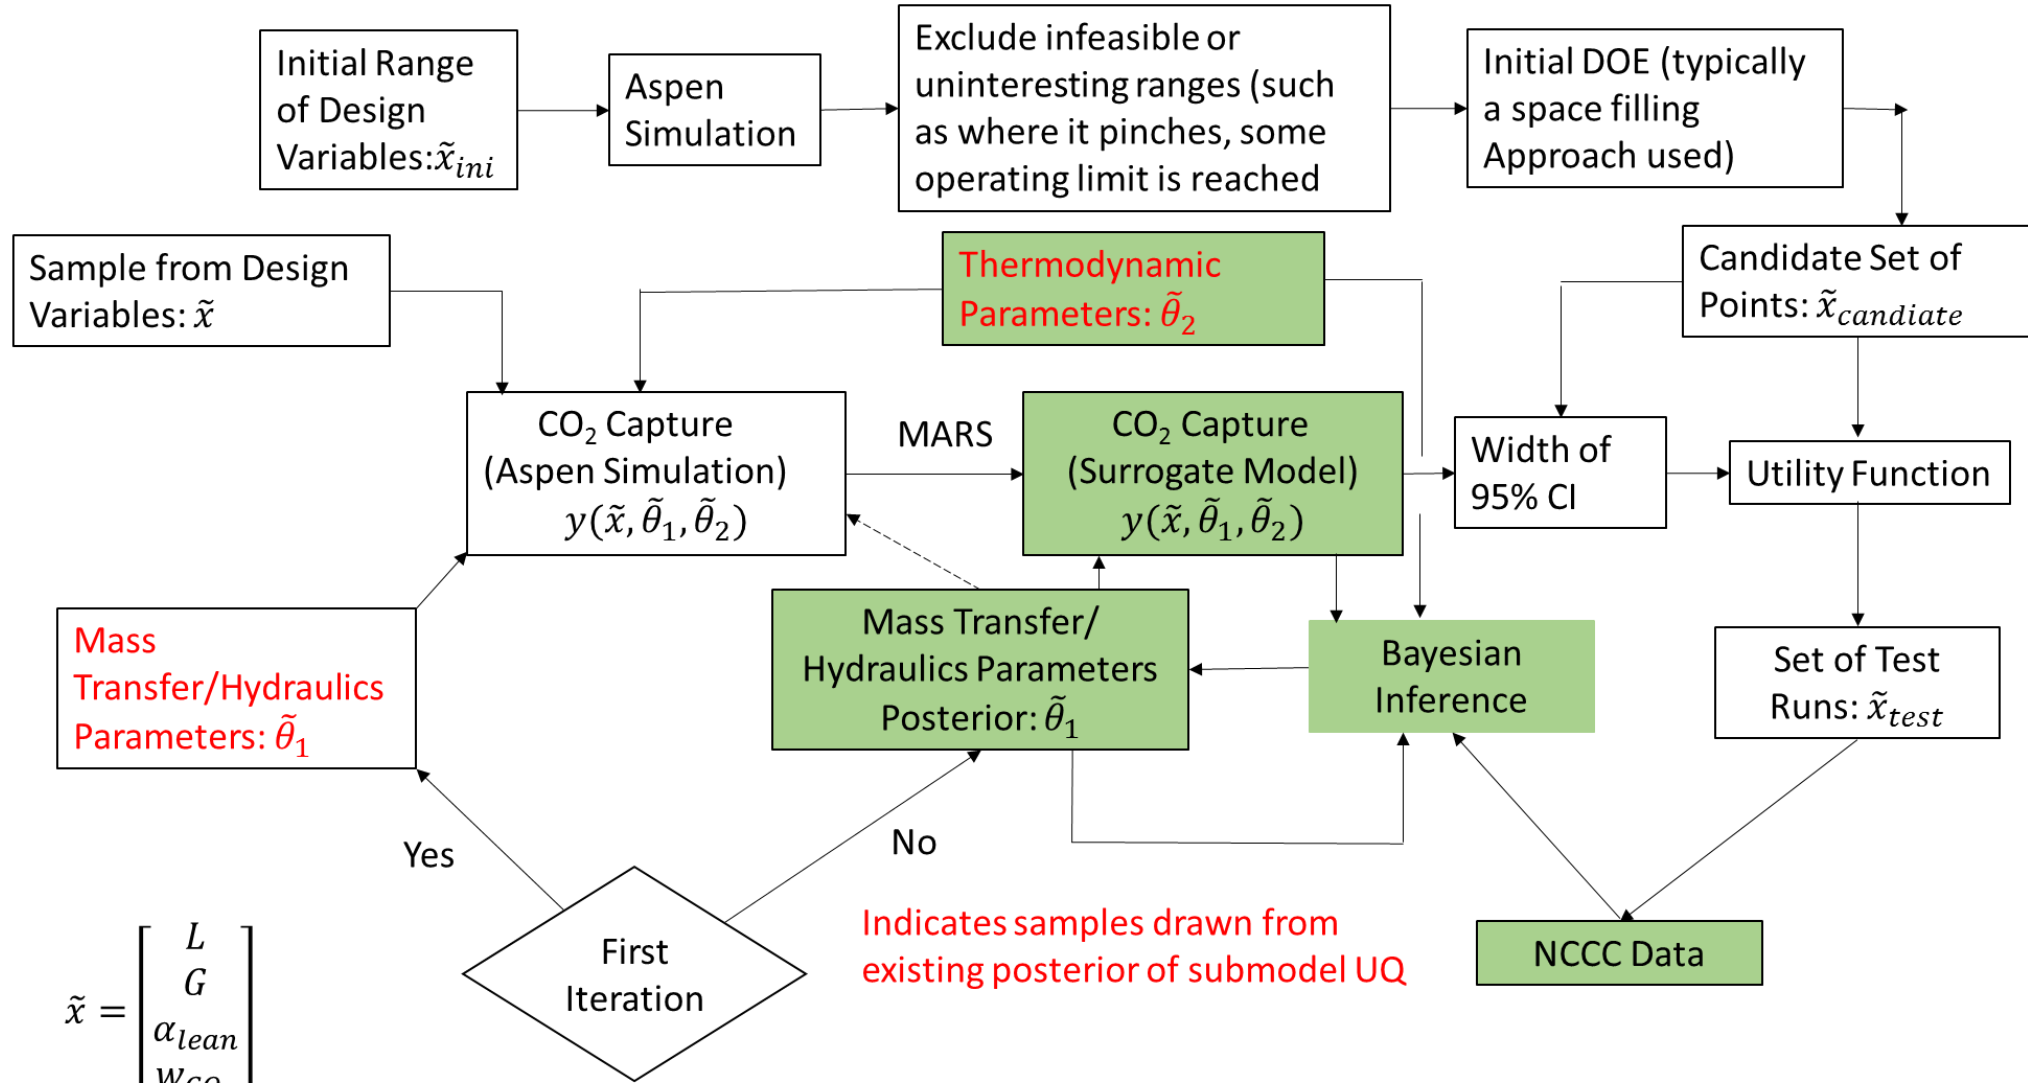 Initial Range
of Design
Variables:x̃_ini
Aspen
Simulation
Exclude infeasible or
uninteresting ranges (such
as where it pinches, some
operating limit is reached
Initial DOE (typically
a space filling
Approach used)
Sample from Design
Variables: x̃
Thermodynamic
Parameters: θ̃₂
Candidate Set of
Points: x̃_candiate
CO₂ Capture
(Aspen Simulation)
y(x̃, θ̃₁, θ̃₂)
MARS
CO₂ Capture
(Surrogate Model)
y(x̃, θ̃₁, θ̃₂)
Width of
95% CI
Utility Function
Mass
Transfer/Hydraulics
Parameters: θ̃₁
Mass Transfer/
Hydraulics Parameters
Posterior: θ̃₁
Bayesian
Inference
Set of Test
Runs: x̃_test
Yes
No
First
Iteration
Indicates samples drawn from
existing posterior of submodel UQ
NCCC Data
x̃ =
L
G
α_lean